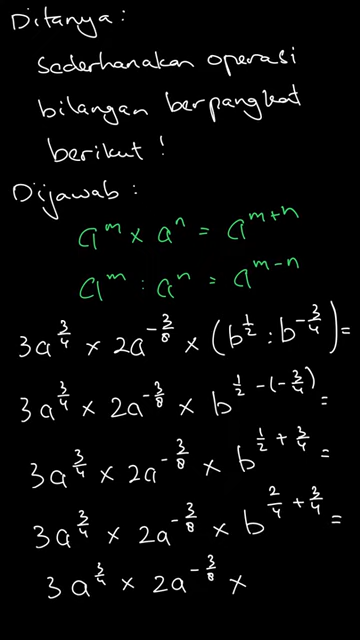 Ditanya:
Sederhanakan operasi
bilangan berpangkat
berikut !
Dijawab :
a^m × a^n = a^{m+n}
a^m : a^n = a^{m-n}
3a^{3/4} × 2a^{-3/8} × (b^{1/2} : b^{-3/4}) =
3a^{3/4} × 2a^{-3/8} × b^{1/2 - (-3/4)} =
3a^{3/4} × 2a^{-3/8} × b^{1/2 + 3/4} =
3a^{3/4} × 2a^{-3/8} × b^{2/4 + 3/4} =
3a^{3/4} × 2a^{-3/8} ×